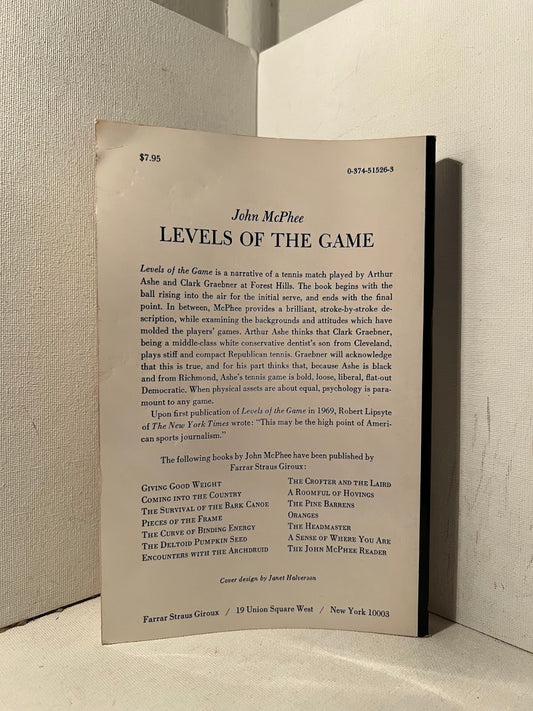 $7.95
0-374-51526-3
John McPhee
LEVELS OF THE GAME
Levels of the Game is a narrative of a tennis match played by Arthur
Ashe and Clark Graebner at Forest Hills. The book begins with the
ball rising into the air for the initial serve, and ends with the final
point. In between, McPhee provides a brilliant, stroke-by-stroke de-
scription, while examining the backgrounds and attitudes which have
molded the players' games. Arthur Ashe thinks that Clark Graebner,
being a middle-class white conservative dentist's son from Cleveland,
plays stiff and compact Republican tennis. Graebner will acknowledge
that this is true, and for his part thinks that, because Ashe is black
and from Richmond, Ashe's tennis game is bold, loose, liberal, flat-out
Democratic. When physical assets are about equal, psychology is para-
mount to any game.
Upon first publication of Levels of the Game in 1969, Robert Lipsyte
of The New York Times wrote: "This may be the high point of Ameri-
can sports journalism."
The following books by John McPhee have been published by
Farrar Straus Giroux:
GIVING GOOD WEIGHT
COMING INTO THE COUNTRY
THE SURVIVAL OF THE BARK CANOE
PIECES OF THE FRAME
THE CURVE OF BINDING ENERGY
THE DELTOID PUMPKIN SEED
ENCOUNTERS WITH THE ARCHDRUID
THE CROFTER AND THE LAIRD
A ROOMFUL OF HOVINGS
THE PINE BARRENS
ORANGES
THE HEADMASTER
A SENSE OF WHERE YOU ARE
THE JOHN MCPHEE READER
Cover design by Janet Halverson
Farrar Straus Giroux / 19 Union Square West / New York 10003